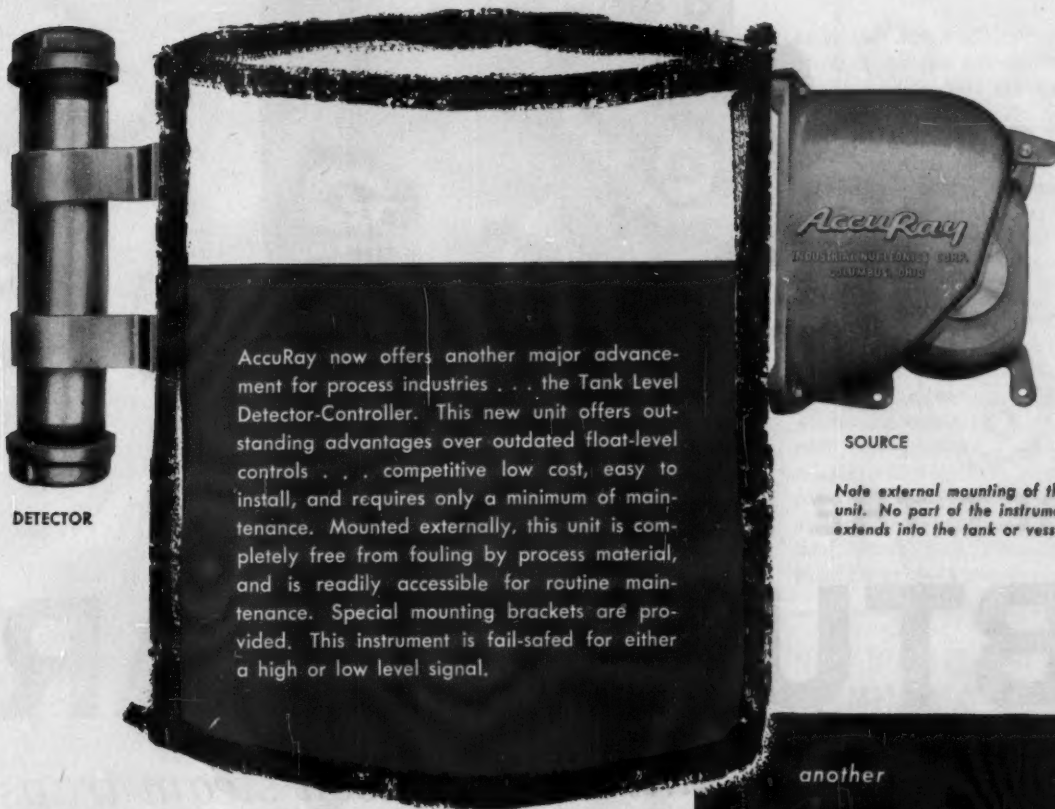 AccuRay
INDUSTRIAL NUCLEONICS CORP.
COLUMBUS, OHIO
AccuRay now offers another major advance-
ment for process industries . . . the Tank Level
Detector-Controller. This new unit offers out-
standing advantages over outdated float-level
controls . . . competitive low cost, easy to
install, and requires only a minimum of main-
tenance. Mounted externally, this unit is com-
pletely free from fouling by process material,
and is readily accessible for routine main-
tenance. Special mounting brackets are pro-
vided. This instrument is fail-safed for either
a high or low level signal.
DETECTOR
SOURCE
Note external mounting of
unit. No part of the
extends into the tank or
another